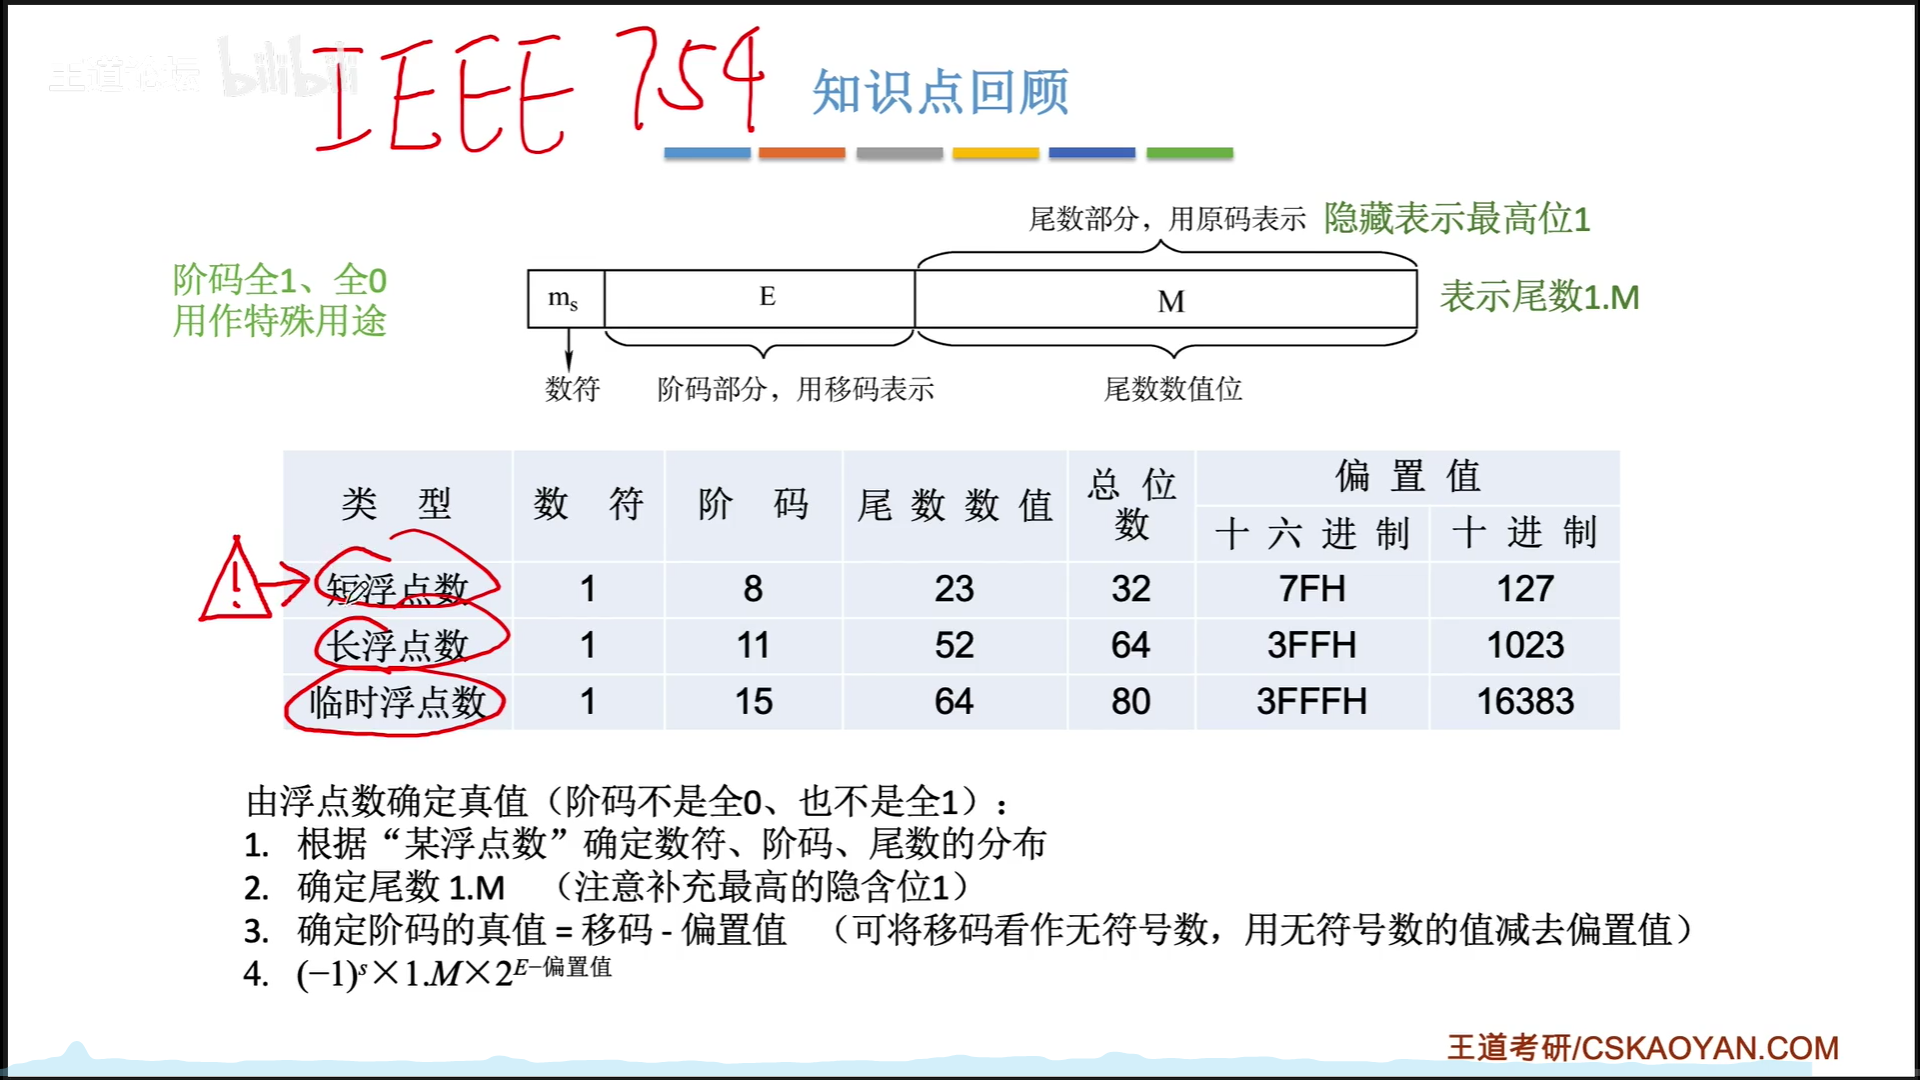 王道论坛 bilibili
IEEE 754
知识点回顾
尾数部分，用原码表示 隐藏表示最高位1
阶码全1、全0
用作特殊用途
ms E M
表示尾数1.M
数符 阶码部分，用移码表示 尾数数值位
类 型 数 符 阶 码 尾数数值 总位数 偏置值
十六进制 十进制
短浮点数 1 8 23 32 7FH 127
长浮点数 1 11 52 64 3FFH 1023
临时浮点数 1 15 64 80 3FFFH 16383
!
由浮点数确定真值（阶码不是全0、也不是全1）：
1. 根据“某浮点数”确定数符、阶码、尾数的分布
2. 确定尾数 1.M （注意补充最高的隐含位1）
3. 确定阶码的真值 = 移码 - 偏置值 （可将移码看作无符号数，用无符号数的值减去偏置值）
4. (−1)^s×1.M×2^{E−偏置值}
王道考研/CSKAOYAN.COM